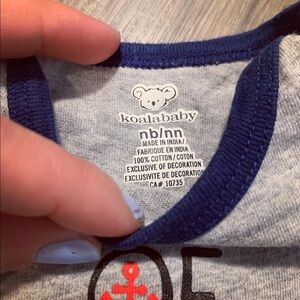 koalababy
nb/nn
MADE IN INDIA/
FABRIQUE EN INDIA
100% COTTON/COTON
EXCLUSIVE OF DECORATION
EXCLUSIVITE DE DECORATION
CA# 10735